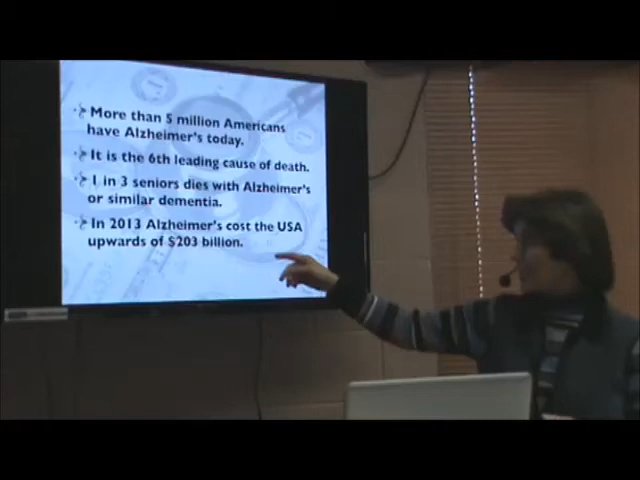 More than 5 million Americans
have Alzheimer's today.
It is the 6th leading cause of death.
1 in 3 seniors dies with Alzheimer's
or similar dementia.
In 2013 Alzheimer's cost the USA
upwards of $203 billion.